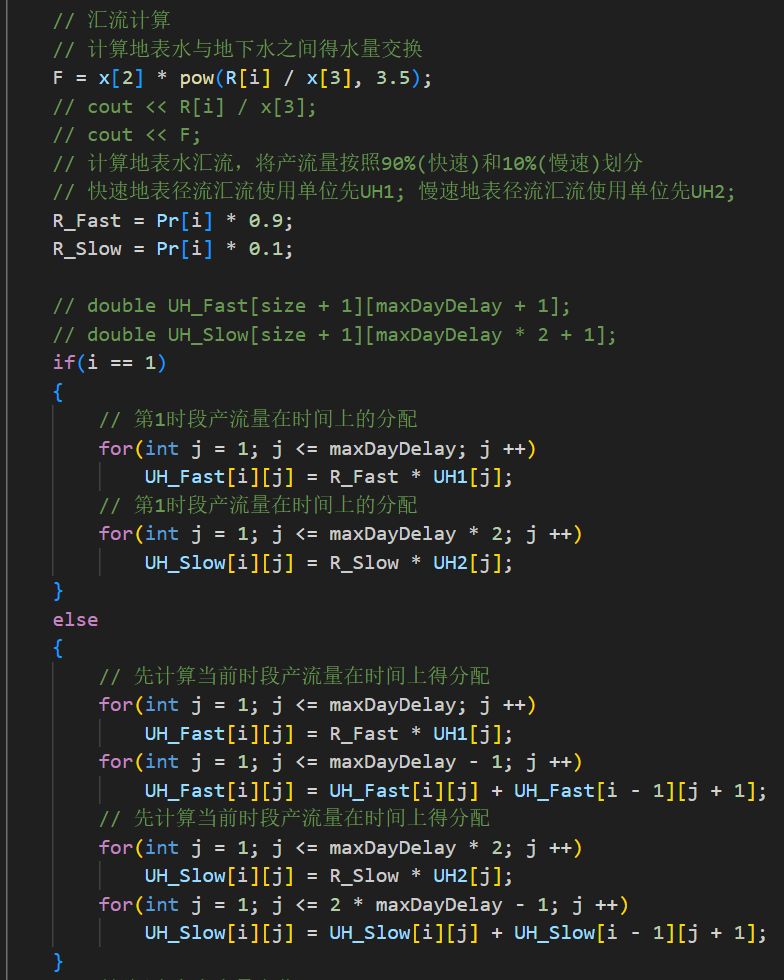 // 汇流计算
// 计算地表水与地下水之间得水量交换
F = x[2] * pow(R[i] / x[3], 3.5);
// cout << R[i] / x[3];
// cout << F;
// 计算地表水汇流，将产流量按照90%(快速)和10%(慢速)划分
// 快速地表径流汇流使用单位先UH1; 慢速地表径流汇流使用单位先UH2;
R_Fast = Pr[i] * 0.9;
R_Slow = Pr[i] * 0.1;
// double UH_Fast[size + 1][maxDayDelay + 1];
// double UH_Slow[size + 1][maxDayDelay * 2 + 1];
if(i == 1)
{
// 第1时段产流量在时间上的分配
for(int j = 1; j <= maxDayDelay; j ++)
UH_Fast[i][j] = R_Fast * UH1[j];
// 第1时段产流量在时间上的分配
for(int j = 1; j <= maxDayDelay * 2; j ++)
UH_Slow[i][j] = R_Slow * UH2[j];
}
else
{
// 先计算当前时段产流量在时间上得分配
for(int j = 1; j <= maxDayDelay; j ++)
UH_Fast[i][j] = R_Fast * UH1[j];
for(int j = 1; j <= maxDayDelay - 1; j ++)
UH_Fast[i][j] = UH_Fast[i][j] + UH_Fast[i - 1][j + 1];
// 先计算当前时段产流量在时间上得分配
for(int j = 1; j <= maxDayDelay * 2; j ++)
UH_Slow[i][j] = R_Slow * UH2[j];
for(int j = 1; j <= 2 * maxDayDelay - 1; j ++)
UH_Slow[i][j] = UH_Slow[i][j] + UH_Slow[i - 1][j + 1];
}